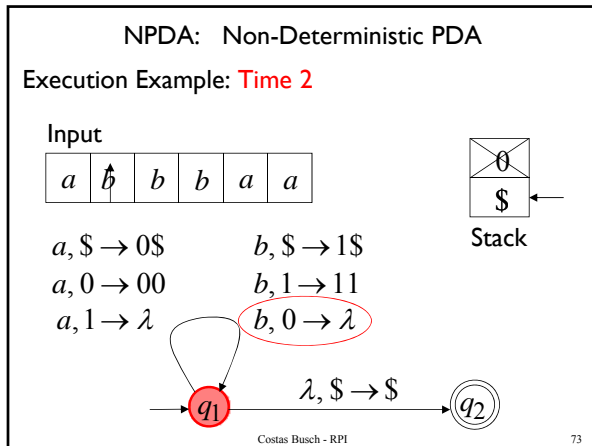 NPDA: Non-Deterministic PDA
Execution Example: Time 2
Input
a b b b a a
0
$
Stack
a, $ → 0$ b, $ → 1$
a, 0 → 00 b, 1 → 11
a, 1 → λ b, 0 → λ
λ, $ → $
q₁ q₂
Costas Busch - RPI 73